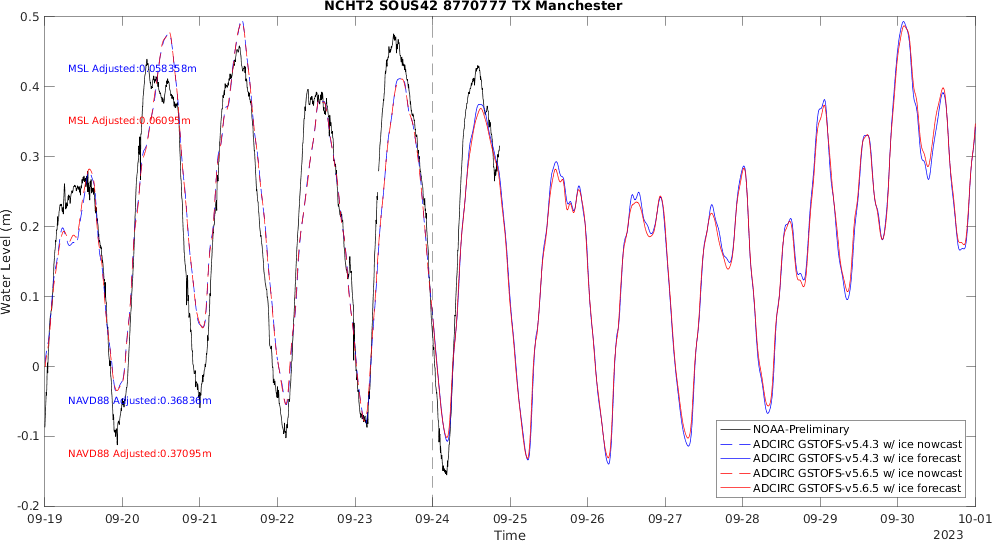 NCHT2 SOUS42 8770777 TX Manchester
0.5
0.4
0.3
0.2
0.1
0
-0.1
-0.2
Water Level (m)
MSL Adjusted:0.058358m
MSL Adjusted:0.06095m
NAVD88 Adjusted:0.36836m
NAVD88 Adjusted:0.37095m
NOAA-Preliminary
ADCIRC GSTOFS-v5.4.3 w/ ice nowcast
ADCIRC GSTOFS-v5.4.3 w/ ice forecast
ADCIRC GSTOFS-v5.6.5 w/ ice nowcast
ADCIRC GSTOFS-v5.6.5 w/ ice forecast
09-19 09-20 09-21 09-22 09-23 09-24 09-25 09-26 09-27 09-28 09-29 09-30 10-01
Time
2023